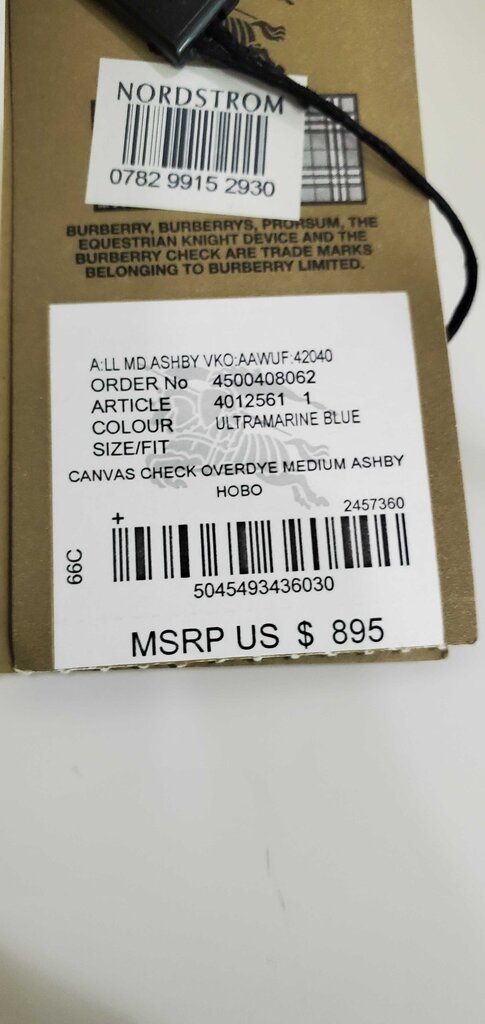 NORDSTROM
0782 9915 2930
BURBERRY, BURBERRYS, PRORSUM, THE
EQUESTRIAN KNIGHT DEVICE AND THE
BURBERRY CHECK ARE TRADE MARKS
BELONGING TO BURBERRY LIMITED.
A:LL MD.ASHBY VKO:AAWUF:42040
ORDER No 4500408062
ARTICLE 4012561 1
COLOUR ULTRAMARINE BLUE
SIZE/FIT
CANVAS CHECK OVERDYE MEDIUM ASHBY
HOBO
2457360
+
66C
5045493436030
MSRP US $ 895